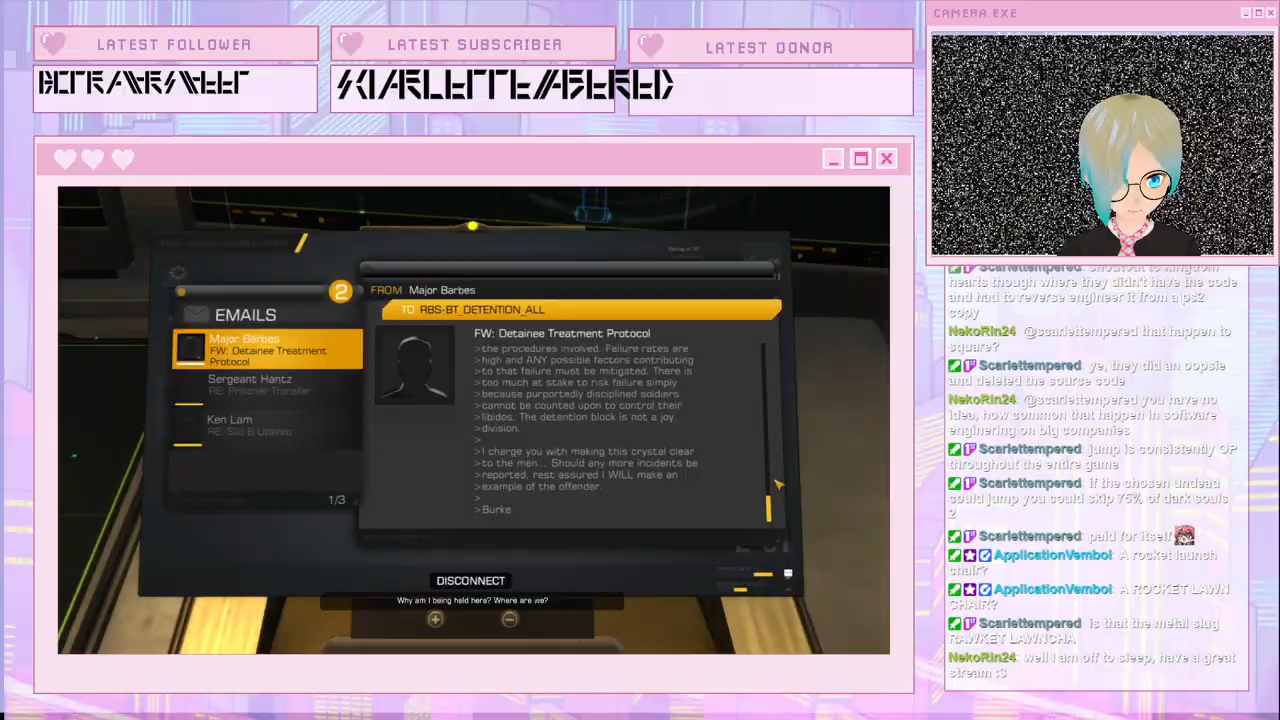 CAMERA.EXE
LATEST FOLLOWER
LATEST SUBSCRIBER
LATEST DONOR
EMAILS
2
Major Barbes
FW: Detainee Treatment
Protocol
Sergeant Hantz
RE: Prisoner Transfer
Ken Lam
RE: Slo B Upkeep
1/3
FROM Major Barbes
TO RBS-BT_DETENTION_ALL
FW: Detainee Treatment Protocol
>the procedures involved. Failure rates are
>high and ANY possible factors contributing
>to that failure must be mitigated. There is
>too much at stake to risk failure simply
>because purportedly disciplined soldiers
>cannot be counted upon to control their
>libidos. The detention block is not a joy
>division.
>
>I charge you with making this crystal clear
>to the men... Should any more incidents be
>reported, rest assured I WILL make an
>example of the offender.
>
>Burke
DISCONNECT
Why am I being held here? Where are we?
Scarlettempered: shoutout to kingdom
hearts though where they didn't have the code
and had to reverse engineer it from a ps2
copy
NekoRin24: @scarlettempered that happen to
square?
Scarlettempered: ye, they did an oopsie
and deleted the source code
NekoRin24: @scarlettempered you have no
idea, how common that happen in software
enginering on big companies
Scarlettempered: jump is consistently OP
throughout the entire game
Scarlettempered: if the chosen undead
could jump you could skip 75% of dark souls
2
Scarlettempered: paid for itself
ApplicationVemboi: A rocket launch
chair?
ApplicationVemboi: A ROCKET LAWN
CHAIR?
Scarlettempered: is that the metal slug
RAWKET LAWNCHA
NekoRin24: well I am off to sleep, have a great
stream :3